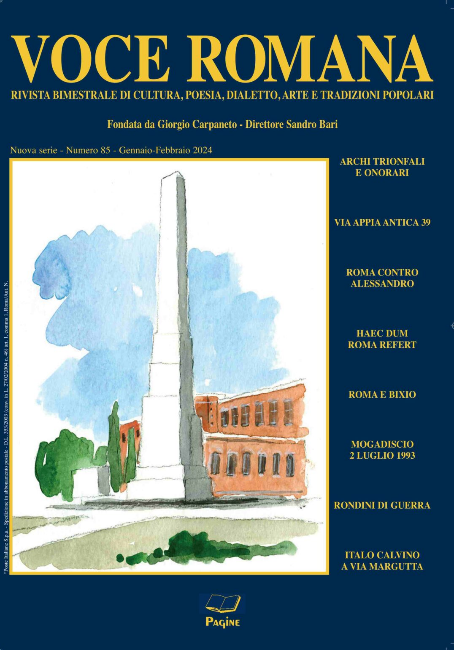 VOCE ROMANA
RIVISTA BIMESTRALE DI CULTURA, POESIA, DIALETTO, ARTE E TRADIZIONI POPOLARI
Fondata da Giorgio Carpaneto - Direttore Sandro Bari
Nuova serie - Numero 85 - Gennaio-Febbraio 2024
ARCHI TRIONFALI
E ONORARI
VIA APPIA ANTICA 39
ROMA CONTRO
ALESSANDRO
HAEC DUM
ROMA REFERT
ROMA E BIXIO
MOGADISCIO
2 LUGLIO 1993
RONDINI DI GUERRA
ITALO CALVINO
A VIA MARGUTTA
PAGINE